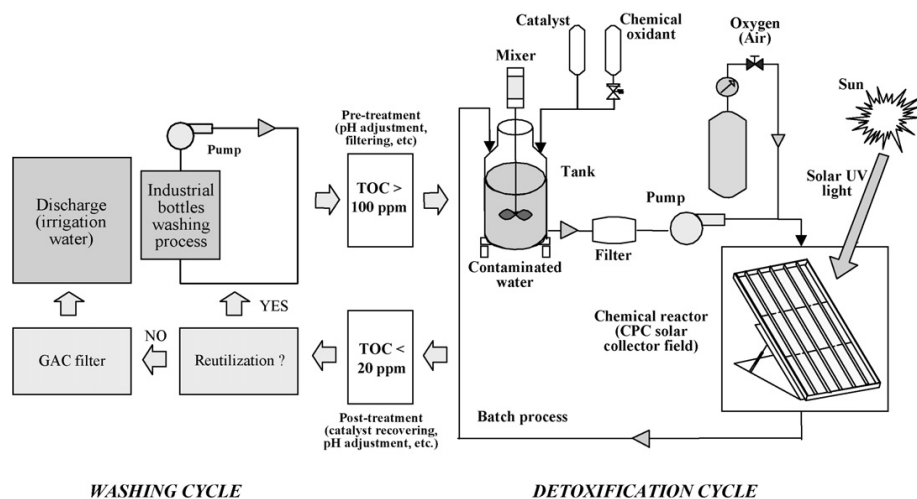 Catalyst
Chemical
oxidant
Oxygen
(Air)
Mixer
Sun
Pre-treatment
(pH adjustment,
filtering, etc)
Pump
Discharge
(irrigation
water)
Industrial
bottles
washing
process
TOC >
100 ppm
Tank
Solar UV
light
Pump
Filter
Contaminated
water
YES
Chemical reactor
(CPC solar
collector field)
NO
GAC filter
Reutilization ?
TOC <
20 ppm
Batch process
Post-treatment
(catalyst recovering,
pH adjustment, etc.)
WASHING CYCLE
DETOXIFICATION CYCLE